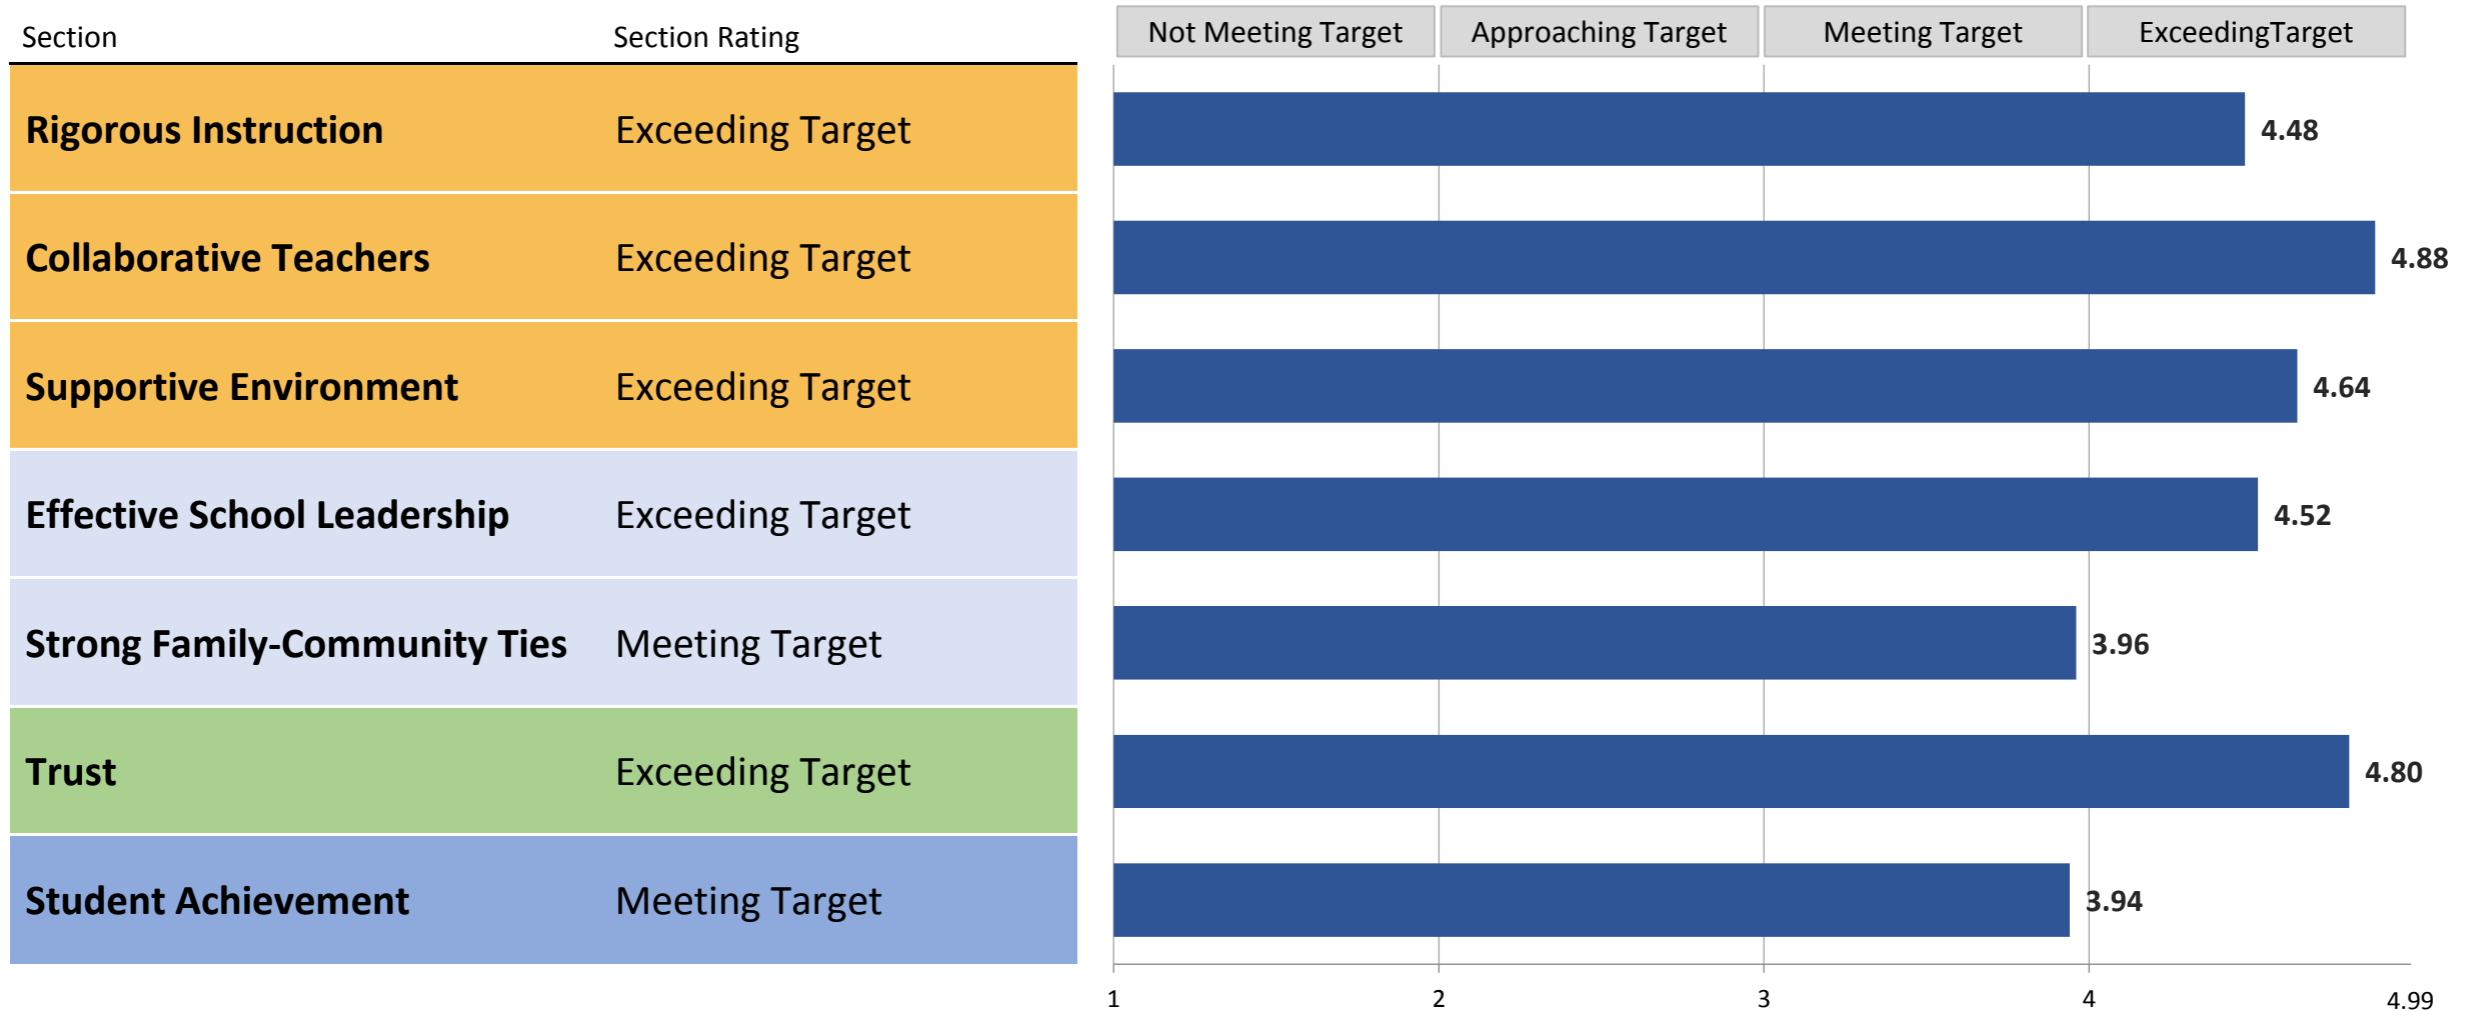 Section Section Rating Not Meeting Target Approaching Target Meeting Target ExceedingTarget
Rigorous Instruction Exceeding Target 4.48
Collaborative Teachers Exceeding Target 4.88
Supportive Environment Exceeding Target 4.64
Effective School Leadership Exceeding Target 4.52
Strong Family-Community Ties Meeting Target 3.96
Trust Exceeding Target 4.80
Student Achievement Meeting Target 3.94
1 2 3 4 4.99